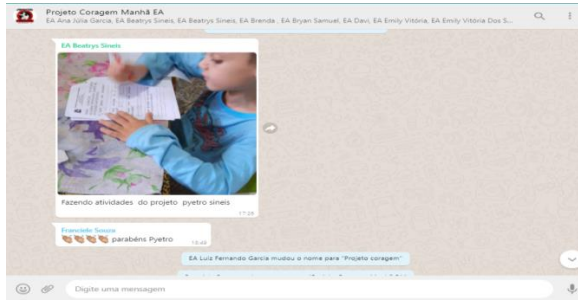 Projeto Coragem Manhã EA
EA Ana Júlia Garcia, EA Beatrys Sineis, EA Beatrys Sineis, EA Brenda , EA Bryan Samuel, EA Davi, EA Emily Vitória, EA Emily Vitória Dos S...
EA Beatrys Sineis
Fazendo atividades do projeto pyetro sineis
17:28
Francisdo Souza
parabéns Pyetro
18:48
EA Luis Fernando Garcia mudou o nome para "Projeto coragem"
Digite uma mensagem